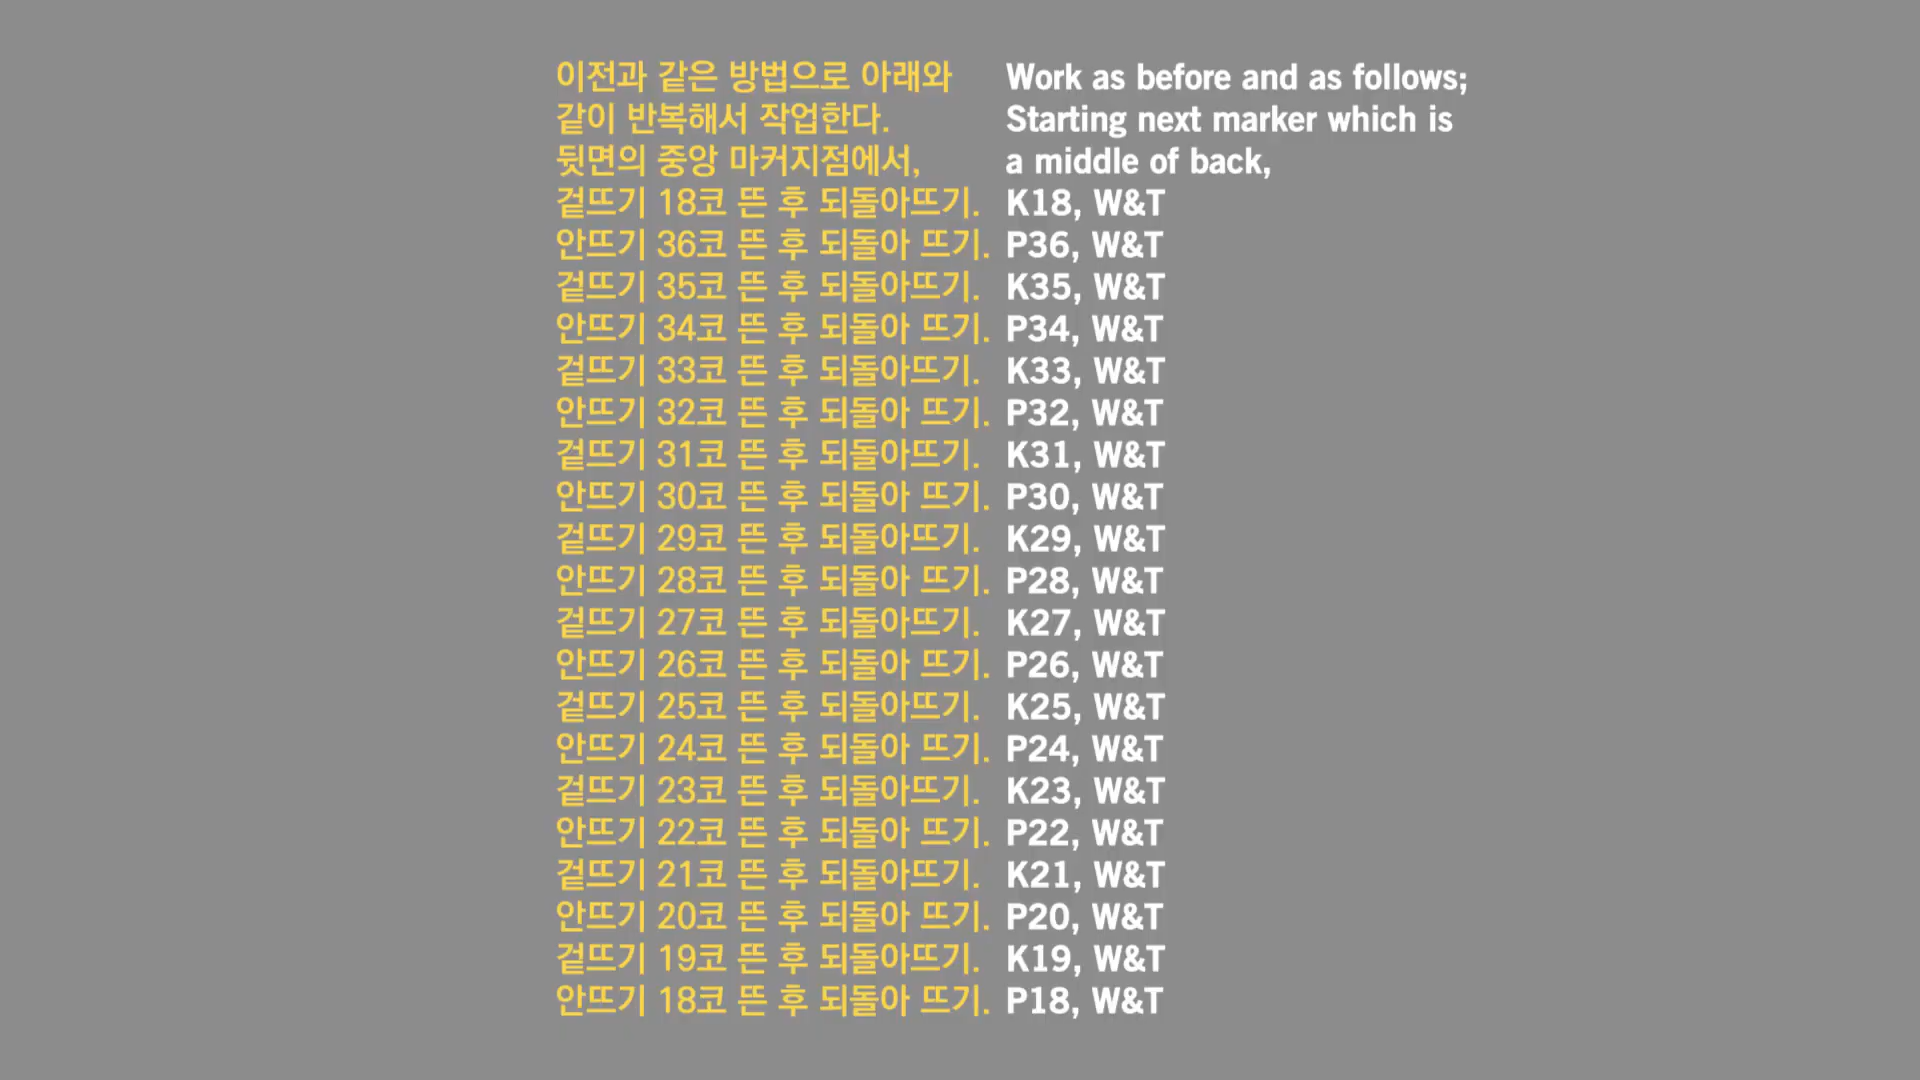 이전과 같은 방법으로 아래와
같이 반복해서 작업한다.
뒷면의 중앙 마커지점에서,
겉뜨기 18코 뜬 후 되돌아뜨기.
안뜨기 36코 뜬 후 되돌아 뜨기.
겉뜨기 35코 뜬 후 되돌아뜨기.
안뜨기 34코 뜬 후 되돌아 뜨기.
겉뜨기 33코 뜬 후 되돌아뜨기.
안뜨기 32코 뜬 후 되돌아 뜨기.
겉뜨기 31코 뜬 후 되돌아뜨기.
안뜨기 30코 뜬 후 되돌아 뜨기.
겉뜨기 29코 뜬 후 되돌아뜨기.
안뜨기 28코 뜬 후 되돌아 뜨기.
겉뜨기 27코 뜬 후 되돌아뜨기.
안뜨기 26코 뜬 후 되돌아 뜨기.
겉뜨기 25코 뜬 후 되돌아뜨기.
안뜨기 24코 뜬 후 되돌아 뜨기.
겉뜨기 23코 뜬 후 되돌아뜨기.
안뜨기 22코 뜬 후 되돌아 뜨기.
겉뜨기 21코 뜬 후 되돌아뜨기.
안뜨기 20코 뜬 후 되돌아 뜨기.
겉뜨기 19코 뜬 후 되돌아뜨기.
안뜨기 18코 뜬 후 되돌아 뜨기.
Work as before and as follows;
Starting next marker which is
a middle of back,
K18, W&T
P36, W&T
K35, W&T
P34, W&T
K33, W&T
P32, W&T
K31, W&T
P30, W&T
K29, W&T
P28, W&T
K27, W&T
P26, W&T
K25, W&T
P24, W&T
K23, W&T
P22, W&T
K21, W&T
P20, W&T
K19, W&T
P18, W&T